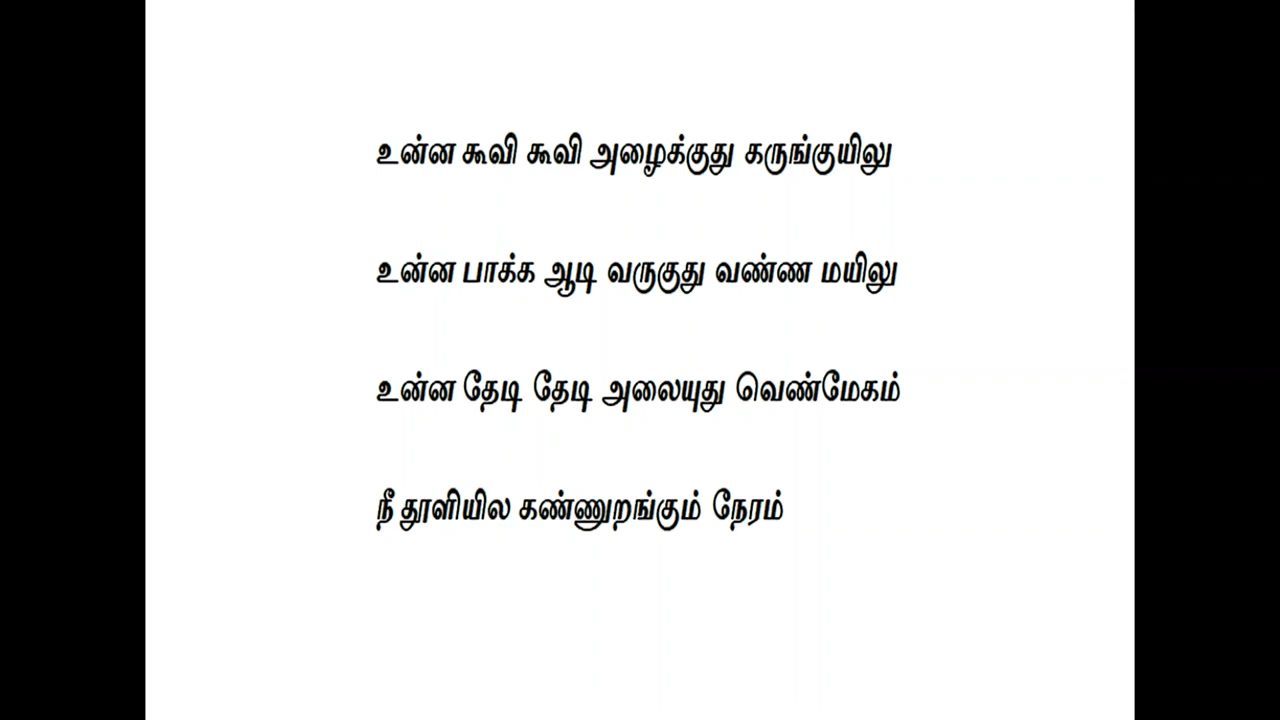 உன்ன கூவி கூவி அழைக்குது கருங்குயிலு
உன்ன பாக்க ஆடி வருகுது வண்ண மயிலு
உன்ன தேடி தேடி அலையுது வெண்மேகம்
நீ தூளியில கண்ணுறங்கும் நேரம்